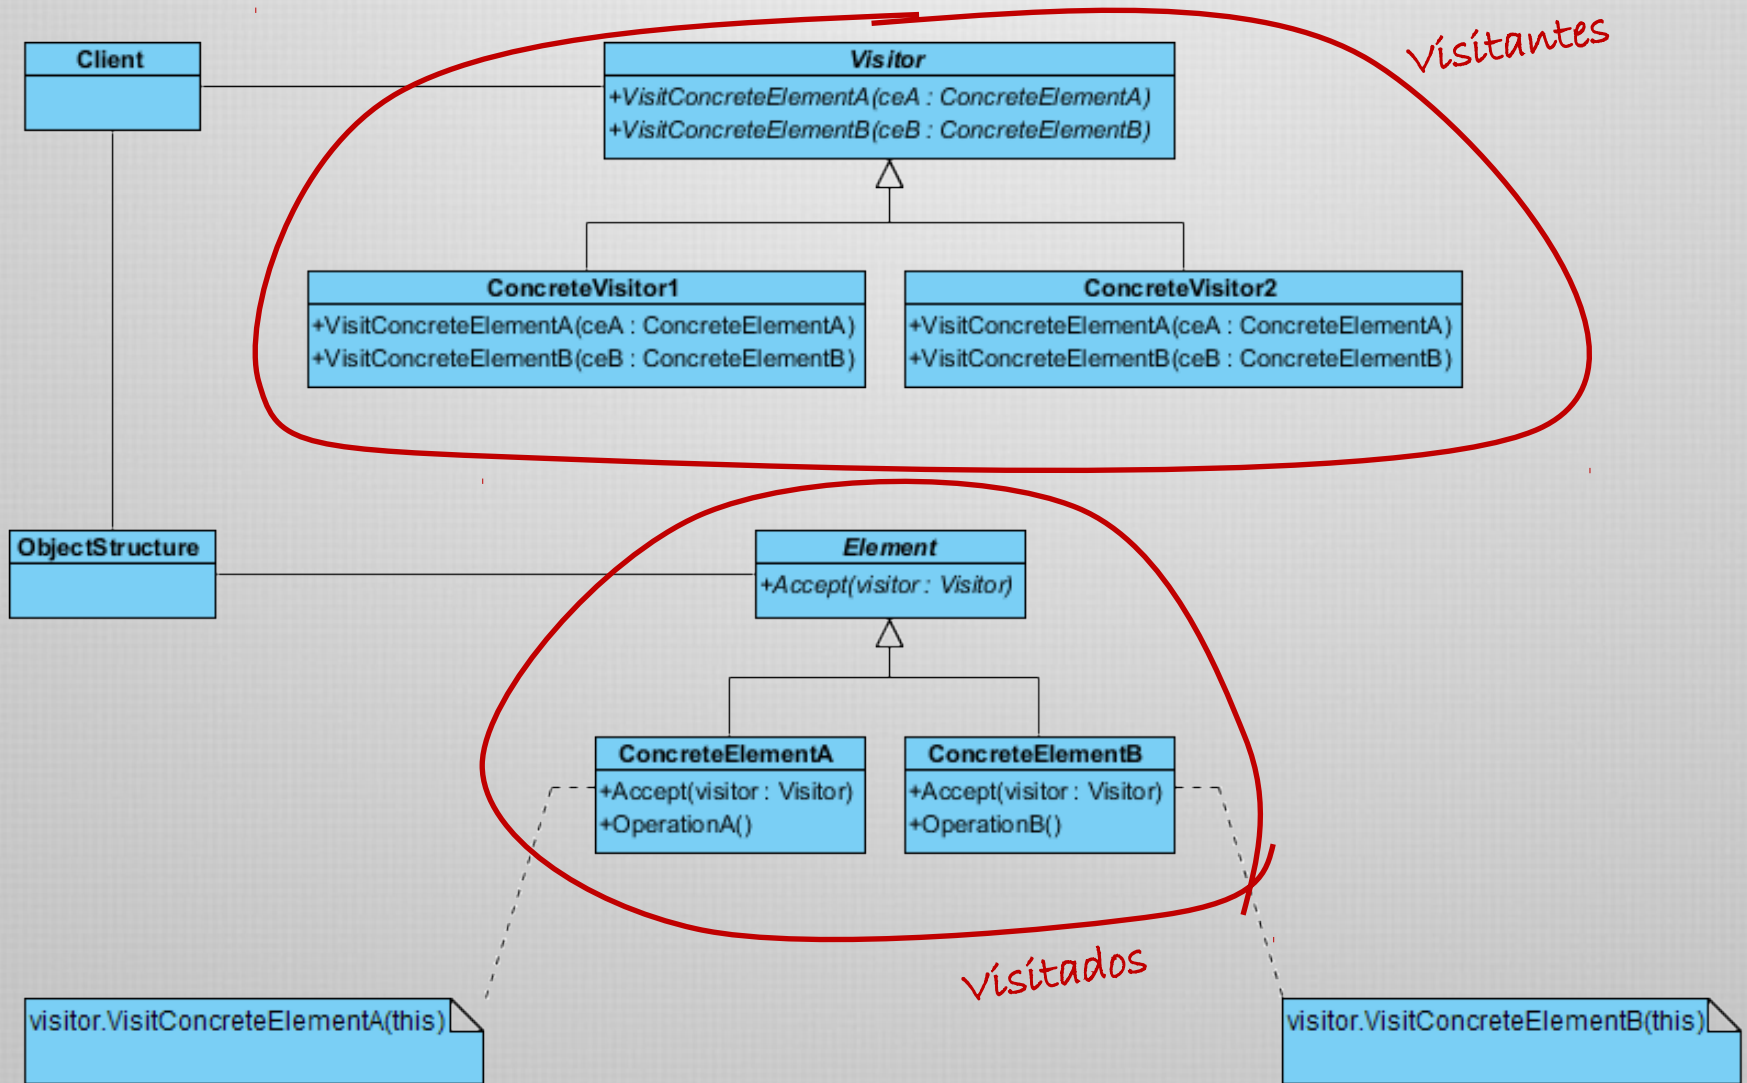 Client
Visitor
+VisitConcreteElementA(ceA : ConcreteElementA)
+VisitConcreteElementB(ceB : ConcreteElementB)
Visitantes
ConcreteVisitor1
+VisitConcreteElementA(ceA : ConcreteElementA)
+VisitConcreteElementB(ceB : ConcreteElementB)
ConcreteVisitor2
+VisitConcreteElementA(ceA : ConcreteElementA)
+VisitConcreteElementB(ceB : ConcreteElementB)
ObjectStructure
Element
+Accept(visitor : Visitor)
ConcreteElementA
+Accept(visitor : Visitor)
+OperationA()
ConcreteElementB
+Accept(visitor : Visitor)
+OperationB()
Visitados
visitor.VisitConcreteElementA(this)
visitor.VisitConcreteElementB(this)